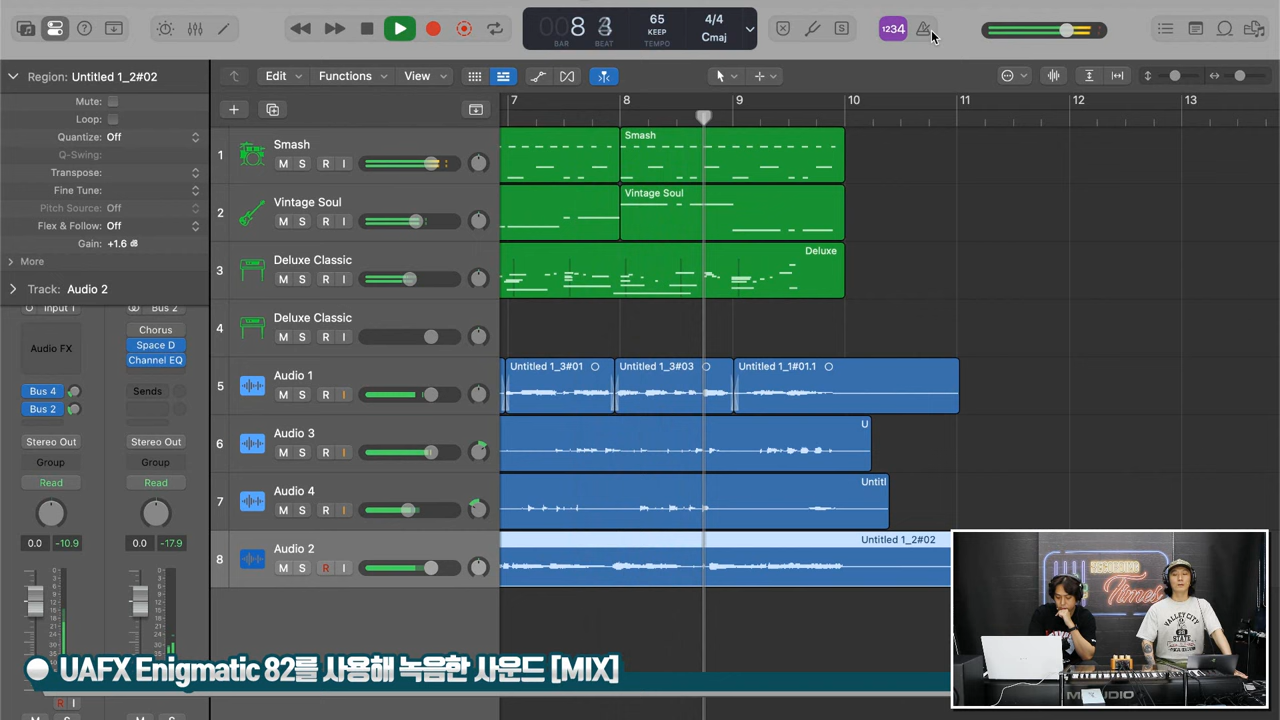 8 3
BAR BEAT
65
KEEP
TEMPO
4/4
Cmaj
S
1234
Region: Untitled 1_2#02
Mute:
Loop:
Quantize: Off
Q-Swing:
Transpose:
Fine Tune:
Pitch Source: Off
Flex & Follow: Off
Gain: +1.6 dB
More
Track: Audio 2
Edit
Functions
View
7 8 9 10 11 12 13
1
Smash
M S R I
2
Vintage Soul
M S R I
3
Deluxe Classic
M S R I
4
Deluxe Classic
M S R I
5
Audio 1
M S R I
6
Audio 3
M S R I
7
Audio 4
M S R I
8
Audio 2
M S R I
Smash
Vintage Soul
Deluxe
Untitled 1_3#01
Untitled 1_3#03
Untitled 1_1#01.1
U
Untitl
Untitled 1_2#02
Input 1
Bus 2
Audio FX
Chorus
Space D
Channel EQ
Bus 4
Bus 2
Sends
Stereo Out
Stereo Out
Group
Group
Read
Read
0.0 -10.9
0.0 -17.9
R I
RECORDING
Times
VALLEY CITY
STATE
M-AUDIO
UAFX Enigmatic 82를 사용해 녹음한 사운드 [MIX]